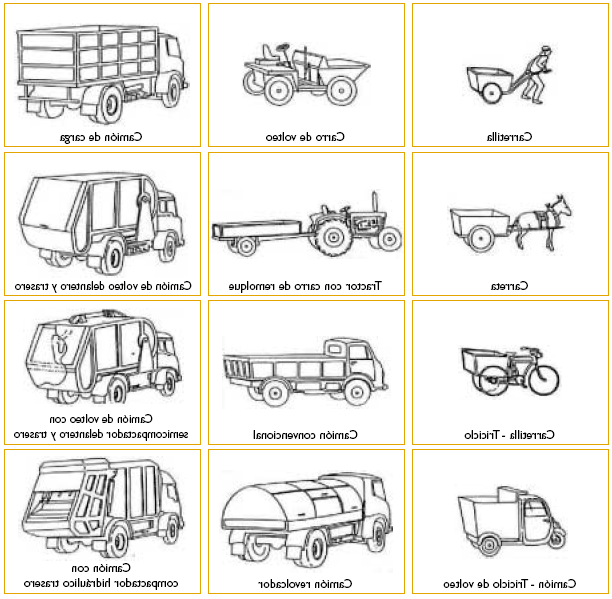 Carretilla
Carro de volteo
Camión de carga
Carreta
Tractor con carro de remolque
Camión de volteo delantero y trasero
Carretilla - Triciclo
Camión convencional
Camión de volteo con
semicompactador delantero y trasero
Camión - Triciclo de volteo
Camión revolcador
Camión con
compactador hidráulico trasero